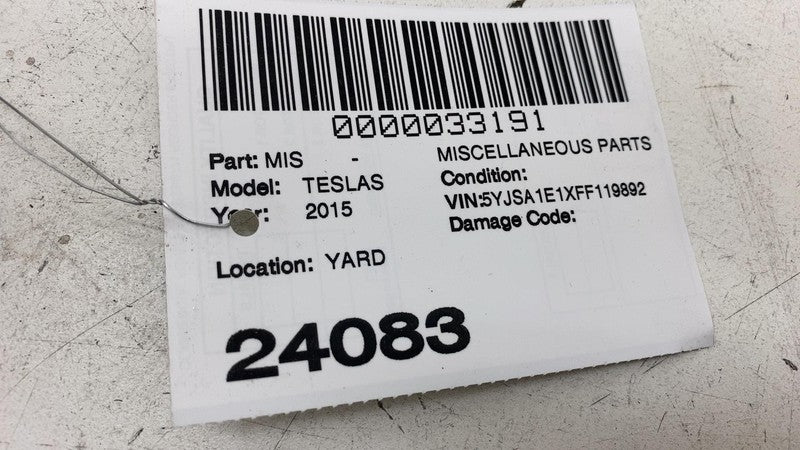 0000033191
Part: MIS - MISCELLANEOUS PARTS
Model: TESLAS Condition:
Year: 2015 VIN:5YJSA1E1XFF119892
Damage Code:
Location: YARD
24083